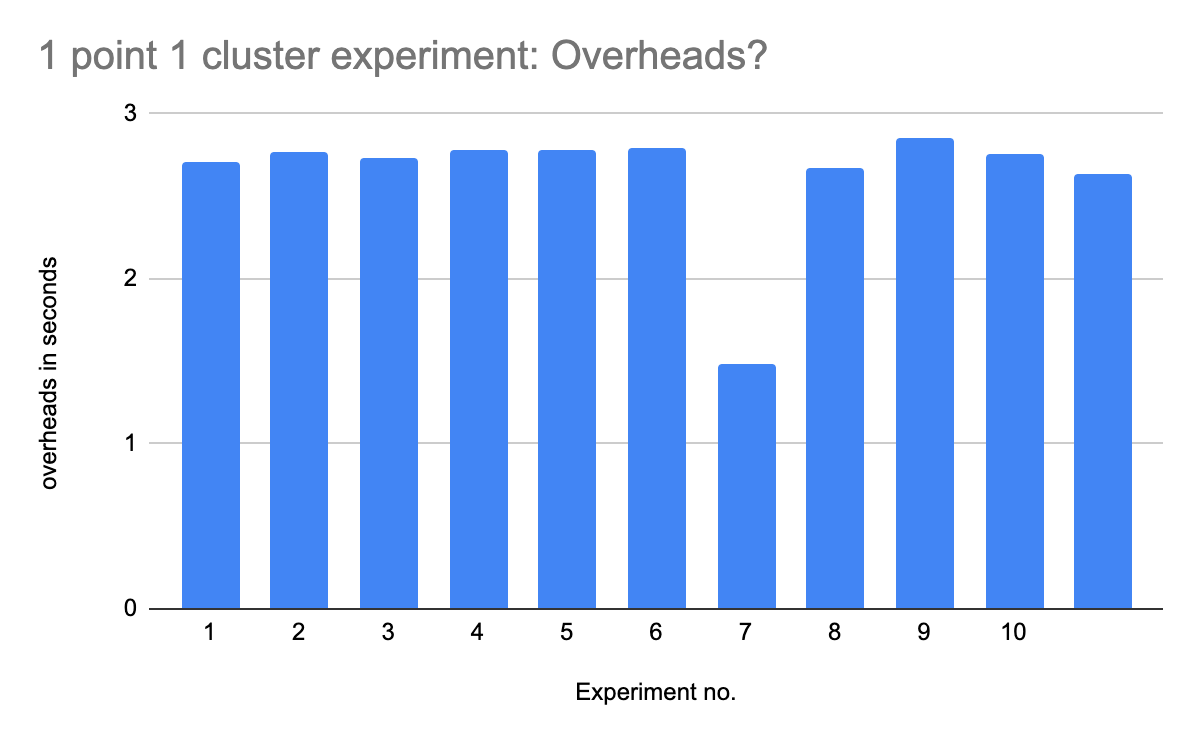 1 point 1 cluster experiment: Overheads?
3
2
1
0
overheads in seconds
1 2 3 4 5 6 7 8 9 10
Experiment no.